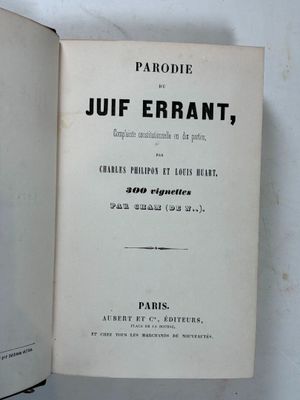 PARODIE
DU
JUIF ERRANT,
Complainte constitutionnelle en dix parties,
PAR
CHARLES PHILIPON ET LOUIS HUART.
300 vignettes
PAR CHAM (DE N..).
PARIS.
AUBERT ET Cie, ÉDITEURS,
PLACE DE LA BOURSE,
ET CHEZ TOUS LES MARCHANDS DE NOUVEAUTÉS.